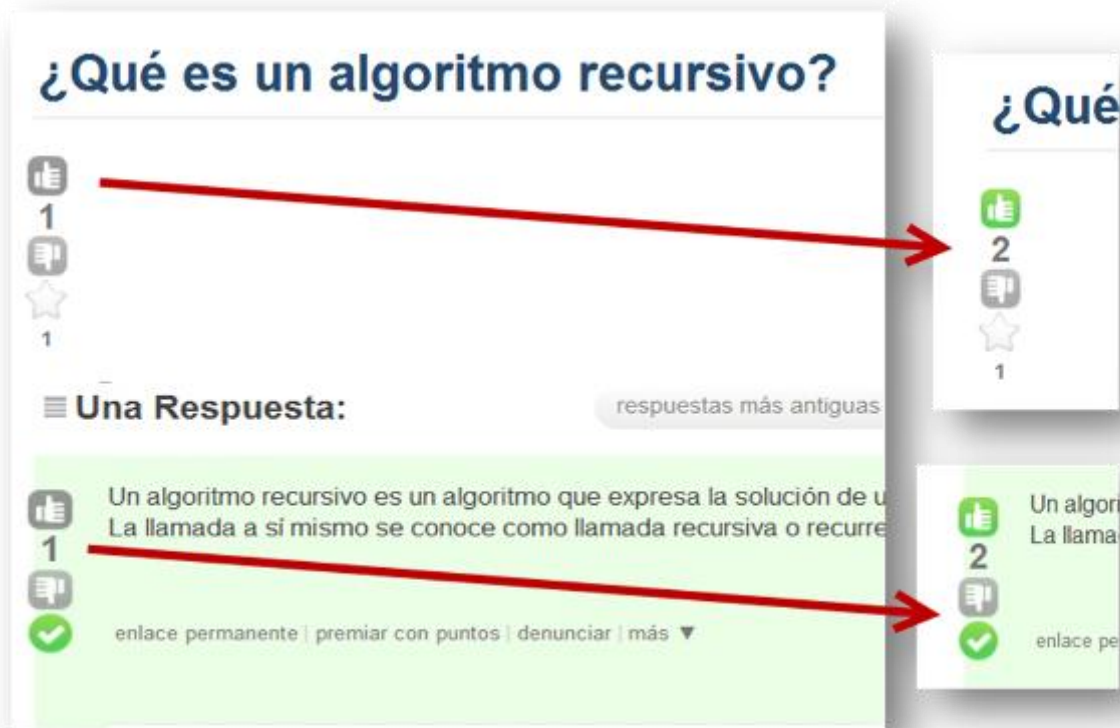 ¿Qué es un algoritmo recursivo?
1
1
Una Respuesta:
respuestas más antiguas
Un algoritmo recursivo es un algoritmo que expresa la solución de u
La llamada a sí mismo se conoce como llamada recursiva o recurre
1
enlace permanente | premiar con puntos | denunciar | más ▼
¿Qué
2
1
Un algori
La llama
2
enlace pe